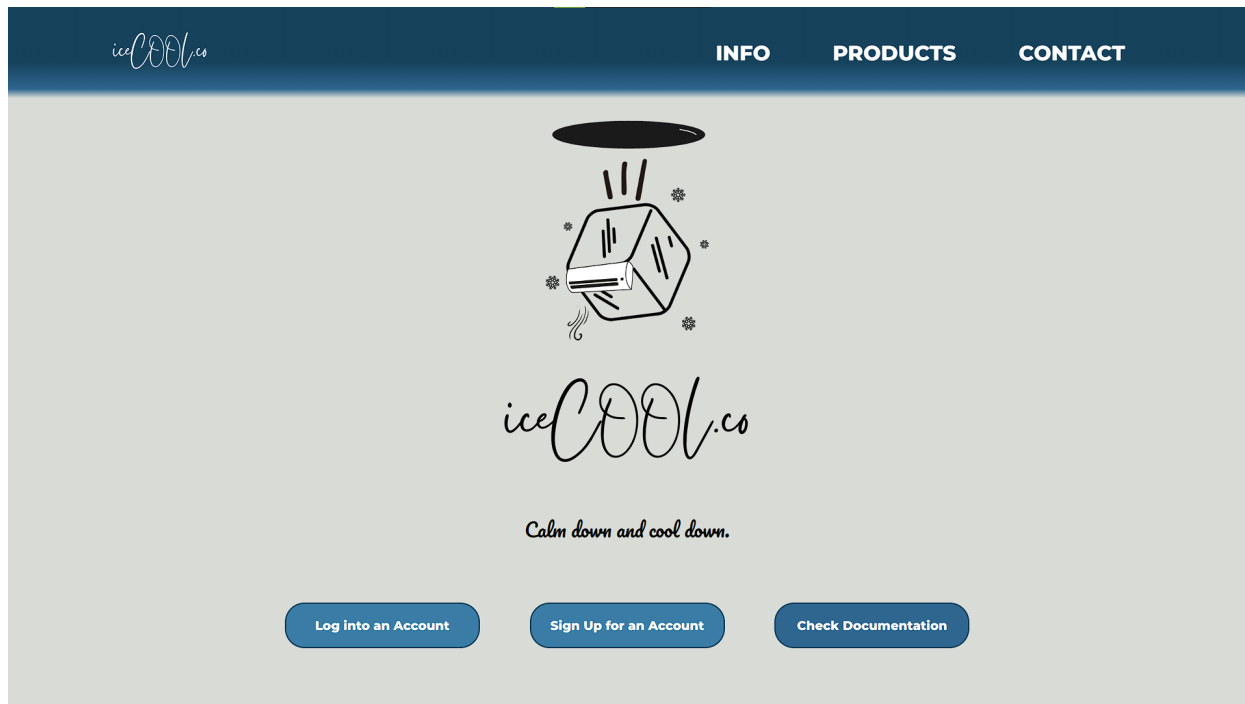 iceCOOl.co
INFO PRODUCTS CONTACT
iceCOOl.co
Calm down and cool down.
Log into an Account
Sign Up for an Account
Check Documentation